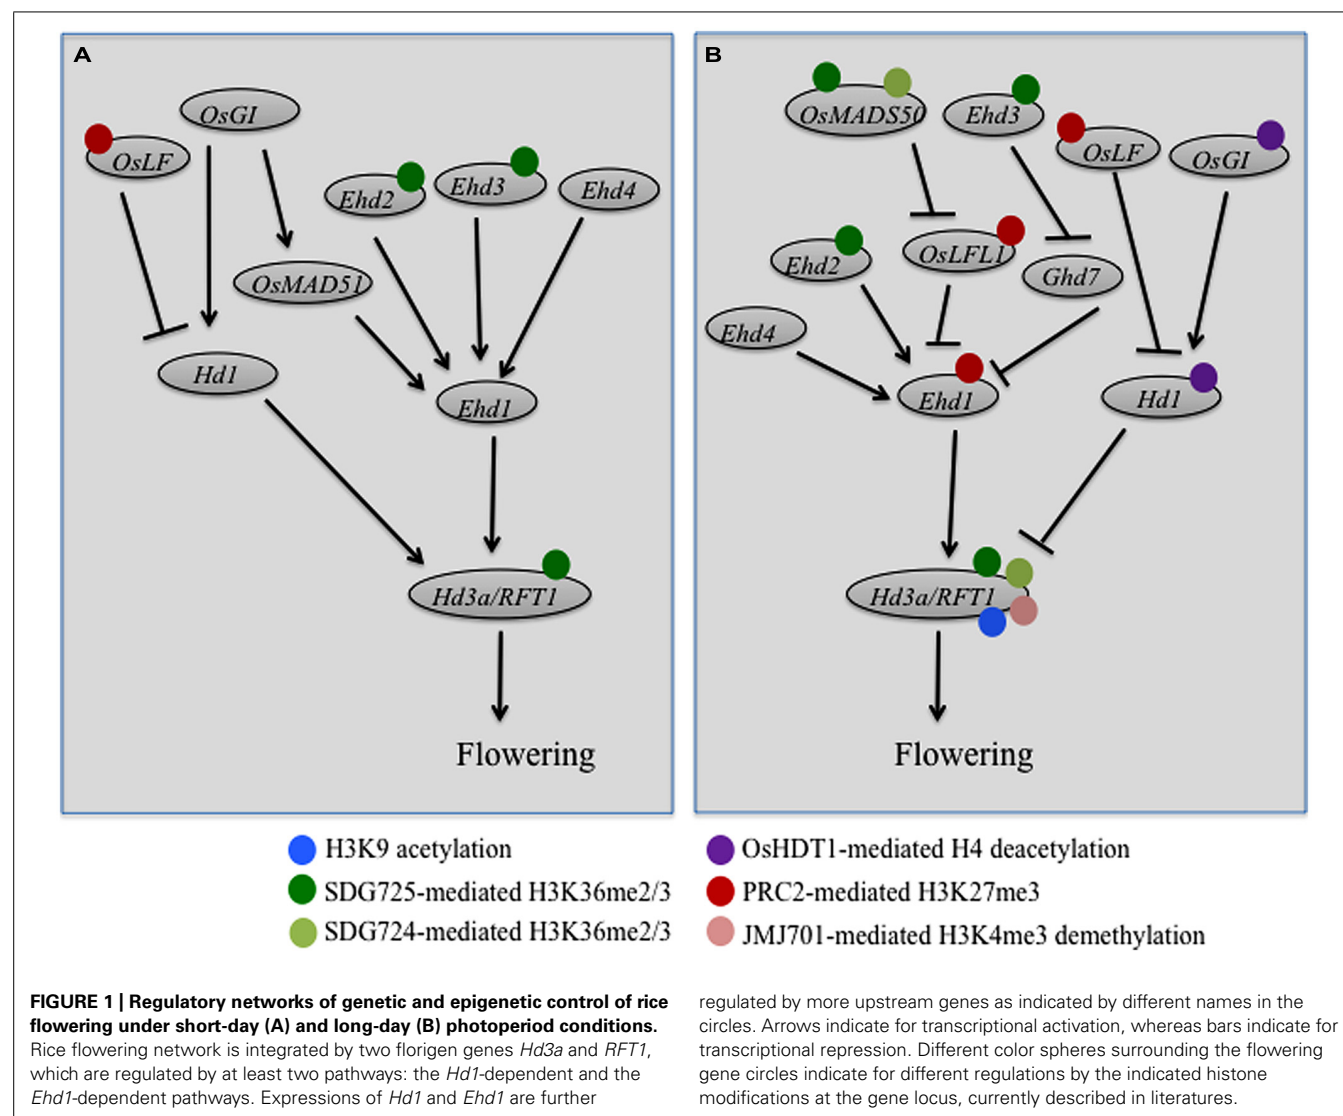 A
OsGI
OsLF
Ehd2
Ehd3
Ehd4
OsMAD51
Hd1
Ehd1
Hd3a/RFT1
Flowering
B
OsMADS50
Ehd3
OsLF
OsGI
Ehd2
OsLFL1
Ghd7
Ehd4
Ehd1
Hd1
Hd3a/RFT1
Flowering
H3K9 acetylation
SDG725-mediated H3K36me2/3
SDG724-mediated H3K36me2/3
OsHDT1-mediated H4 deacetylation
PRC2-mediated H3K27me3
JMJ701-mediated H3K4me3 demethylation
FIGURE 1 | Regulatory networks of genetic and epigenetic control of rice
flowering under short-day (A) and long-day (B) photoperiod conditions.
Rice flowering network is integrated by two florigen genes Hd3a and RFT1,
which are regulated by at least two pathways: the Hd1-dependent and the
Ehd1-dependent pathways. Expressions of Hd1 and Ehd1 are further
regulated by more upstream genes as indicated by different names in the
circles. Arrows indicate for transcriptional activation, whereas bars indicate for
transcriptional repression. Different color spheres surrounding the flowering
gene circles indicate for different regulations by the indicated histone
modifications at the gene locus, currently described in literatures.